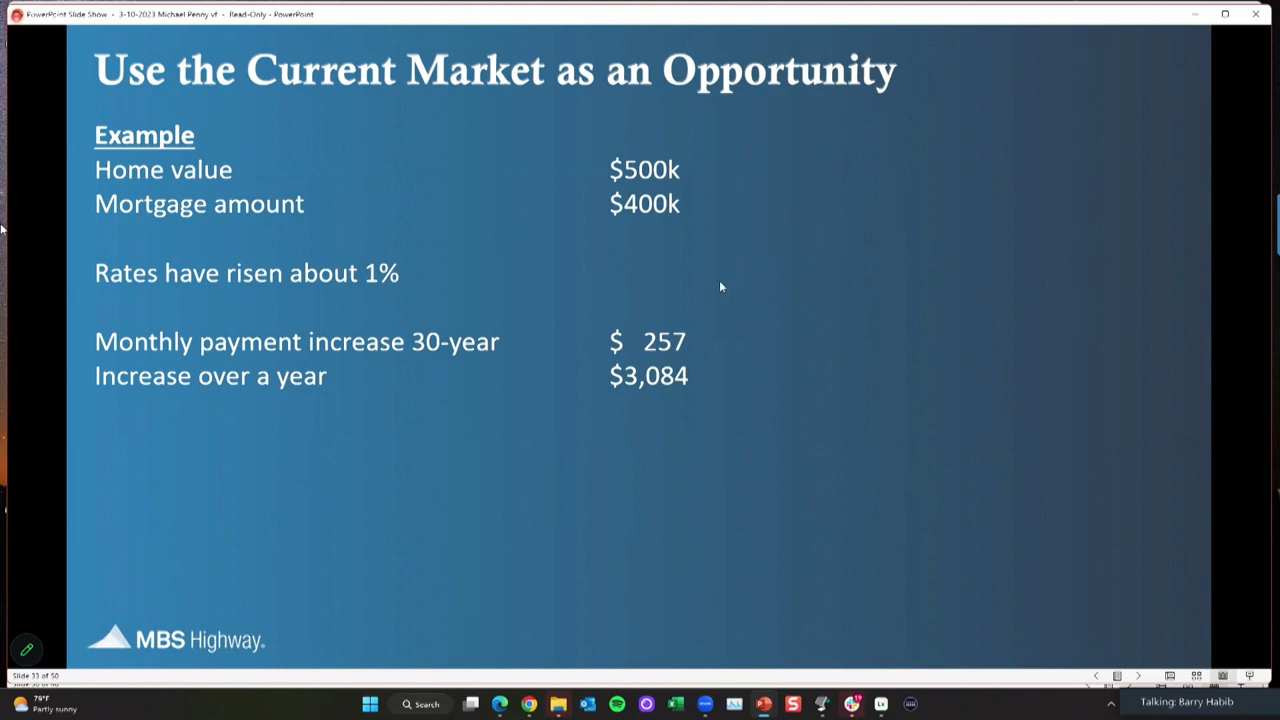 PowerPoint Slide Show - 3-10-2023 Michael Penny vf - Read-Only - PowerPoint
Use the Current Market as an Opportunity
Example
Home value $500k
Mortgage amount $400k
Rates have risen about 1%
Monthly payment increase 30-year $ 257
Increase over a year $3,084
MBS Highway.
Slide 33 of 50
79°F
Partly sunny
Search
19
Talking: Barry Habib